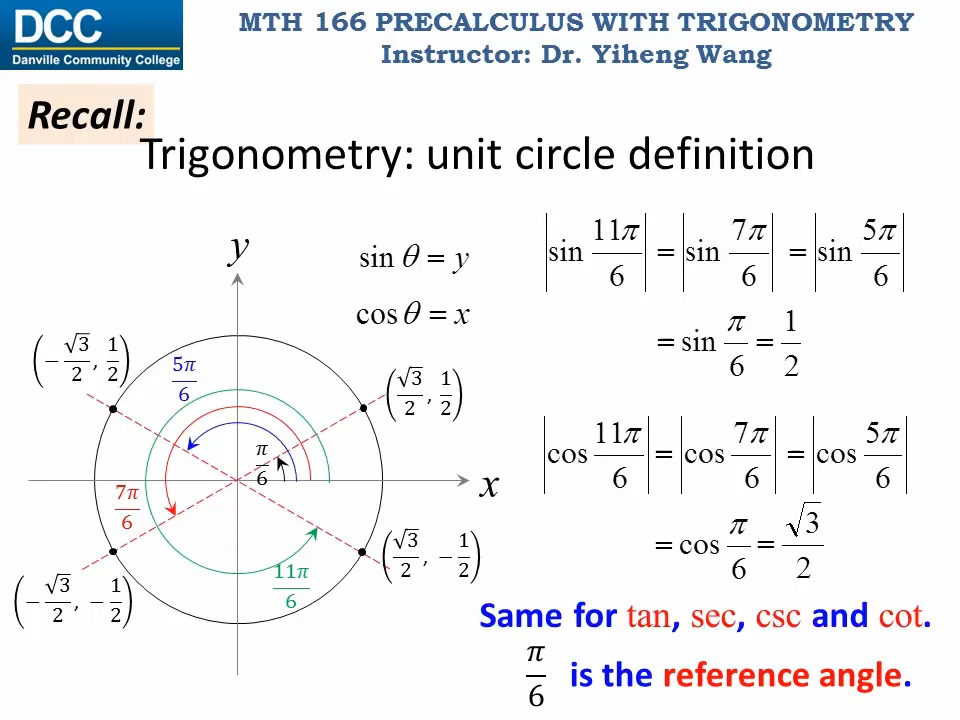 DCC
Danville Community College
MTH 166 PRECALCULUS WITH TRIGONOMETRY
Instructor: Dr. Yiheng Wang
Recall:
Trigonometry: unit circle definition
y
x
sin θ = y
cos θ = x
(−√3/2, 1/2)
5π/6
(√3/2, 1/2)
π/6
7π/6
(√3/2, −1/2)
11π/6
(−√3/2, −1/2)
|sin 11π/6| = |sin 7π/6| = |sin 5π/6|
= sin π/6 = 1/2
|cos 11π/6| = |cos 7π/6| = |cos 5π/6|
= cos π/6 = √3/2
Same for tan, sec, csc and cot.
π/6 is the reference angle.